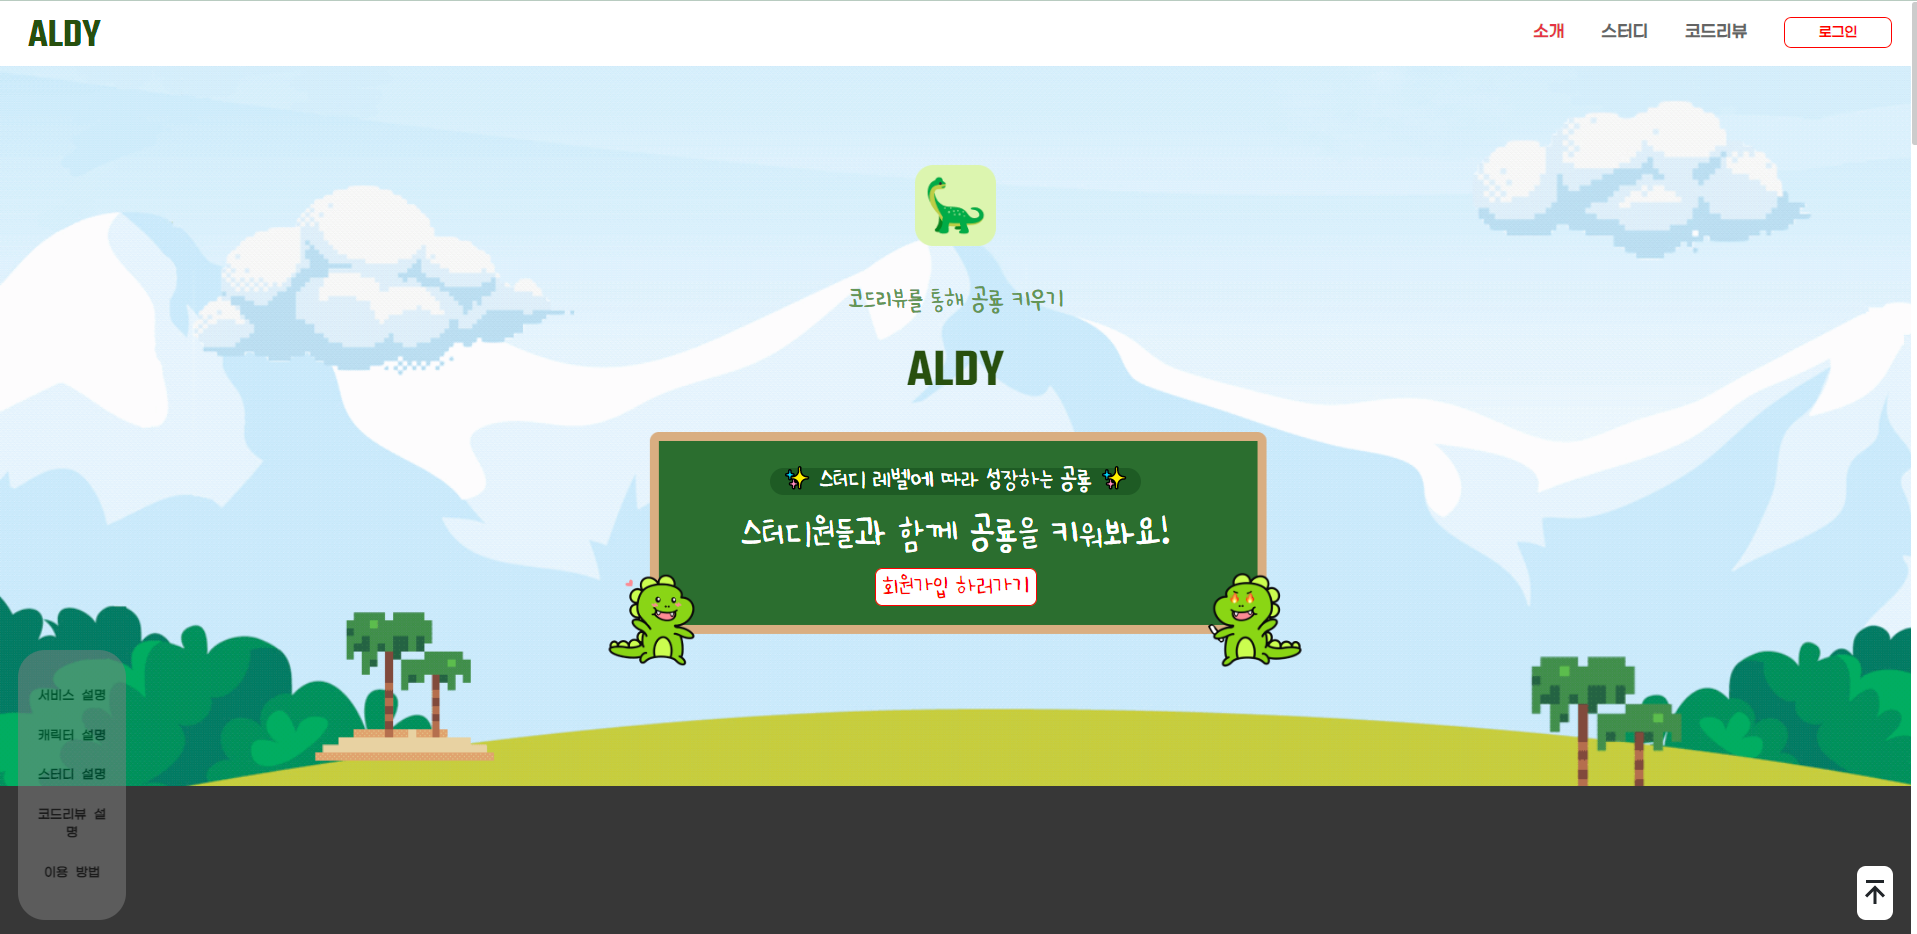 ALDY
소개
스터디
코드리뷰
로그인
코드리뷰를 통해 공룡 키우기
ALDY
✨ 스터디 레벨에 따라 성장하는 공룡 ✨
스터디원들과 함께 공룡을 키워봐요!
회원가입 하러가기
서비스 설명
캐릭터 설명
스터디 설명
코드리뷰 설
명
이용 방법